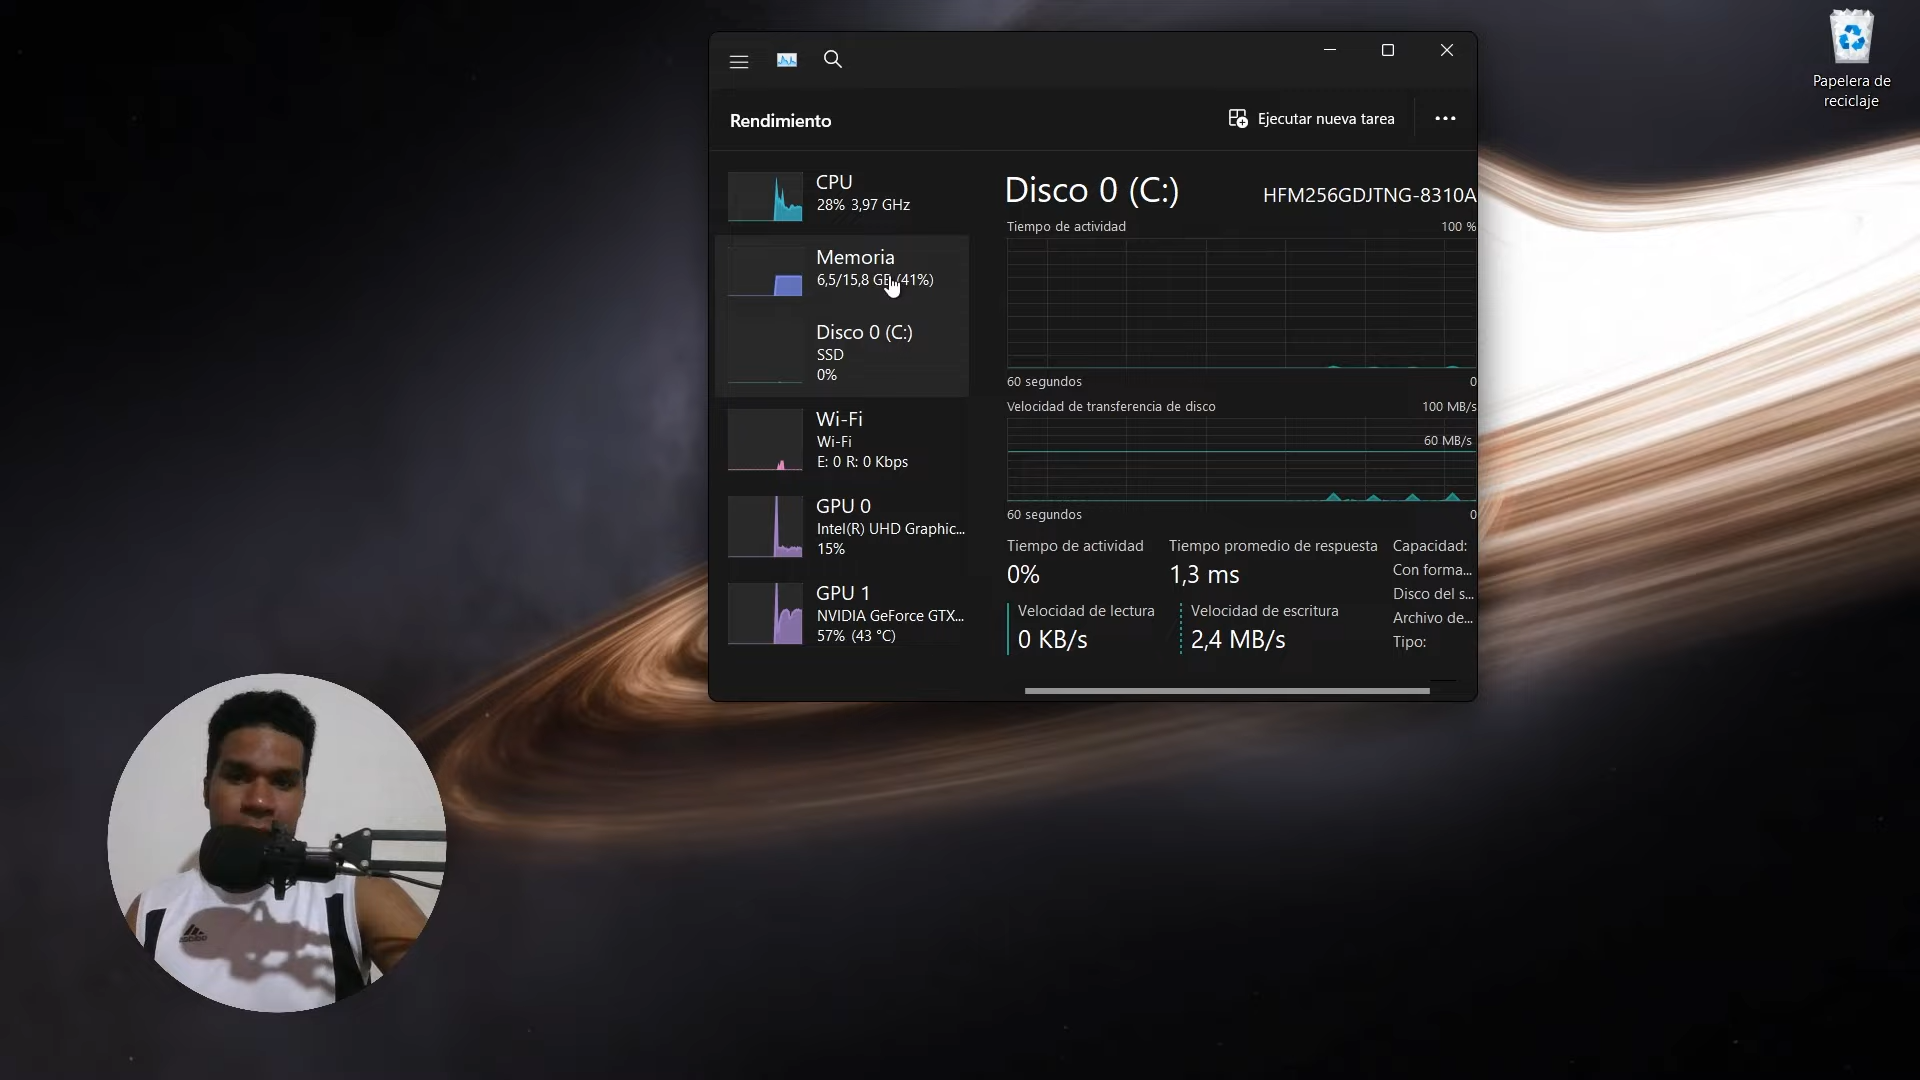 Papelera de
reciclaje
Rendimiento
Ejecutar nueva tarea
CPU
28% 3,97 GHz
Memoria
6,5/15,8 GB (41%)
Disco 0 (C:)
SSD
0%
Wi-Fi
Wi-Fi
E: 0 R: 0 Kbps
GPU 0
Intel(R) UHD Graphic...
15%
GPU 1
NVIDIA GeForce GTX...
57% (43 °C)
Disco 0 (C:)
HFM256GDJTNG-8310A
Tiempo de actividad
100 %
60 segundos
0
Velocidad de transferencia de disco
100 MB/s
60 MB/s
60 segundos
0
Tiempo de actividad
0%
Tiempo promedio de respuesta
1,3 ms
Velocidad de lectura
0 KB/s
Velocidad de escritura
2,4 MB/s
Capacidad:
Con forma...
Disco del s...
Archivo de...
Tipo: